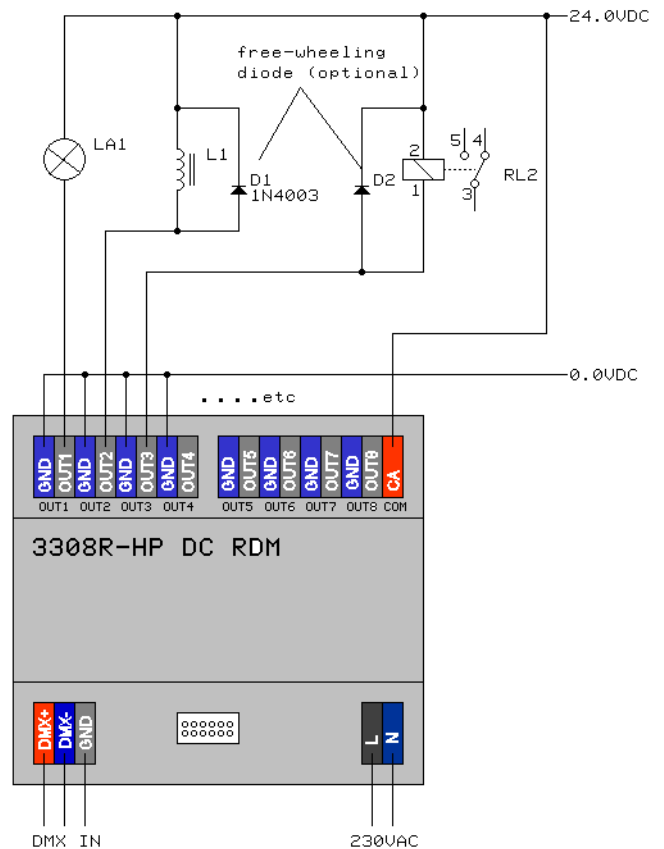 24.0VDC
free-wheeling
diode (optional)
LA1
L1
D1
1N4003
D2
2
1
5 4
3
RL2
0.0VDC
....etc
GND OUT1 GND OUT2 GND OUT3 GND OUT4 GND OUT5 GND OUT6 GND OUT7 GND OUT8 CA
OUT1 OUT2 OUT3 OUT4 OUT5 OUT6 OUT7 OUT8 COM
3308R-HP DC RDM
DMX+ DMX- GND L N
DMX IN 230VAC